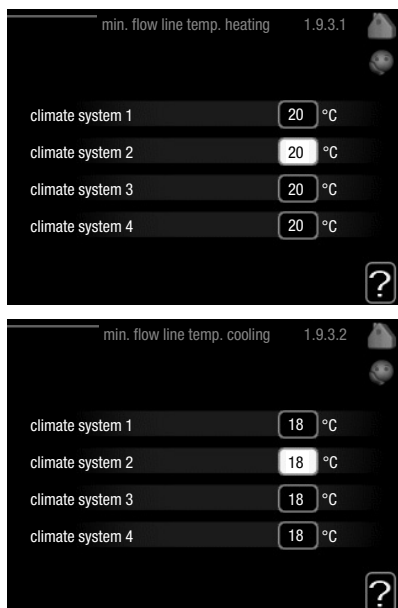 min. flow line temp. heating 1.9.3.1
climate system 1 20 °C
climate system 2 20 °C
climate system 3 20 °C
climate system 4 20 °C
?
min. flow line temp. cooling 1.9.3.2
climate system 1 18 °C
climate system 2 18 °C
climate system 3 18 °C
climate system 4 18 °C
?